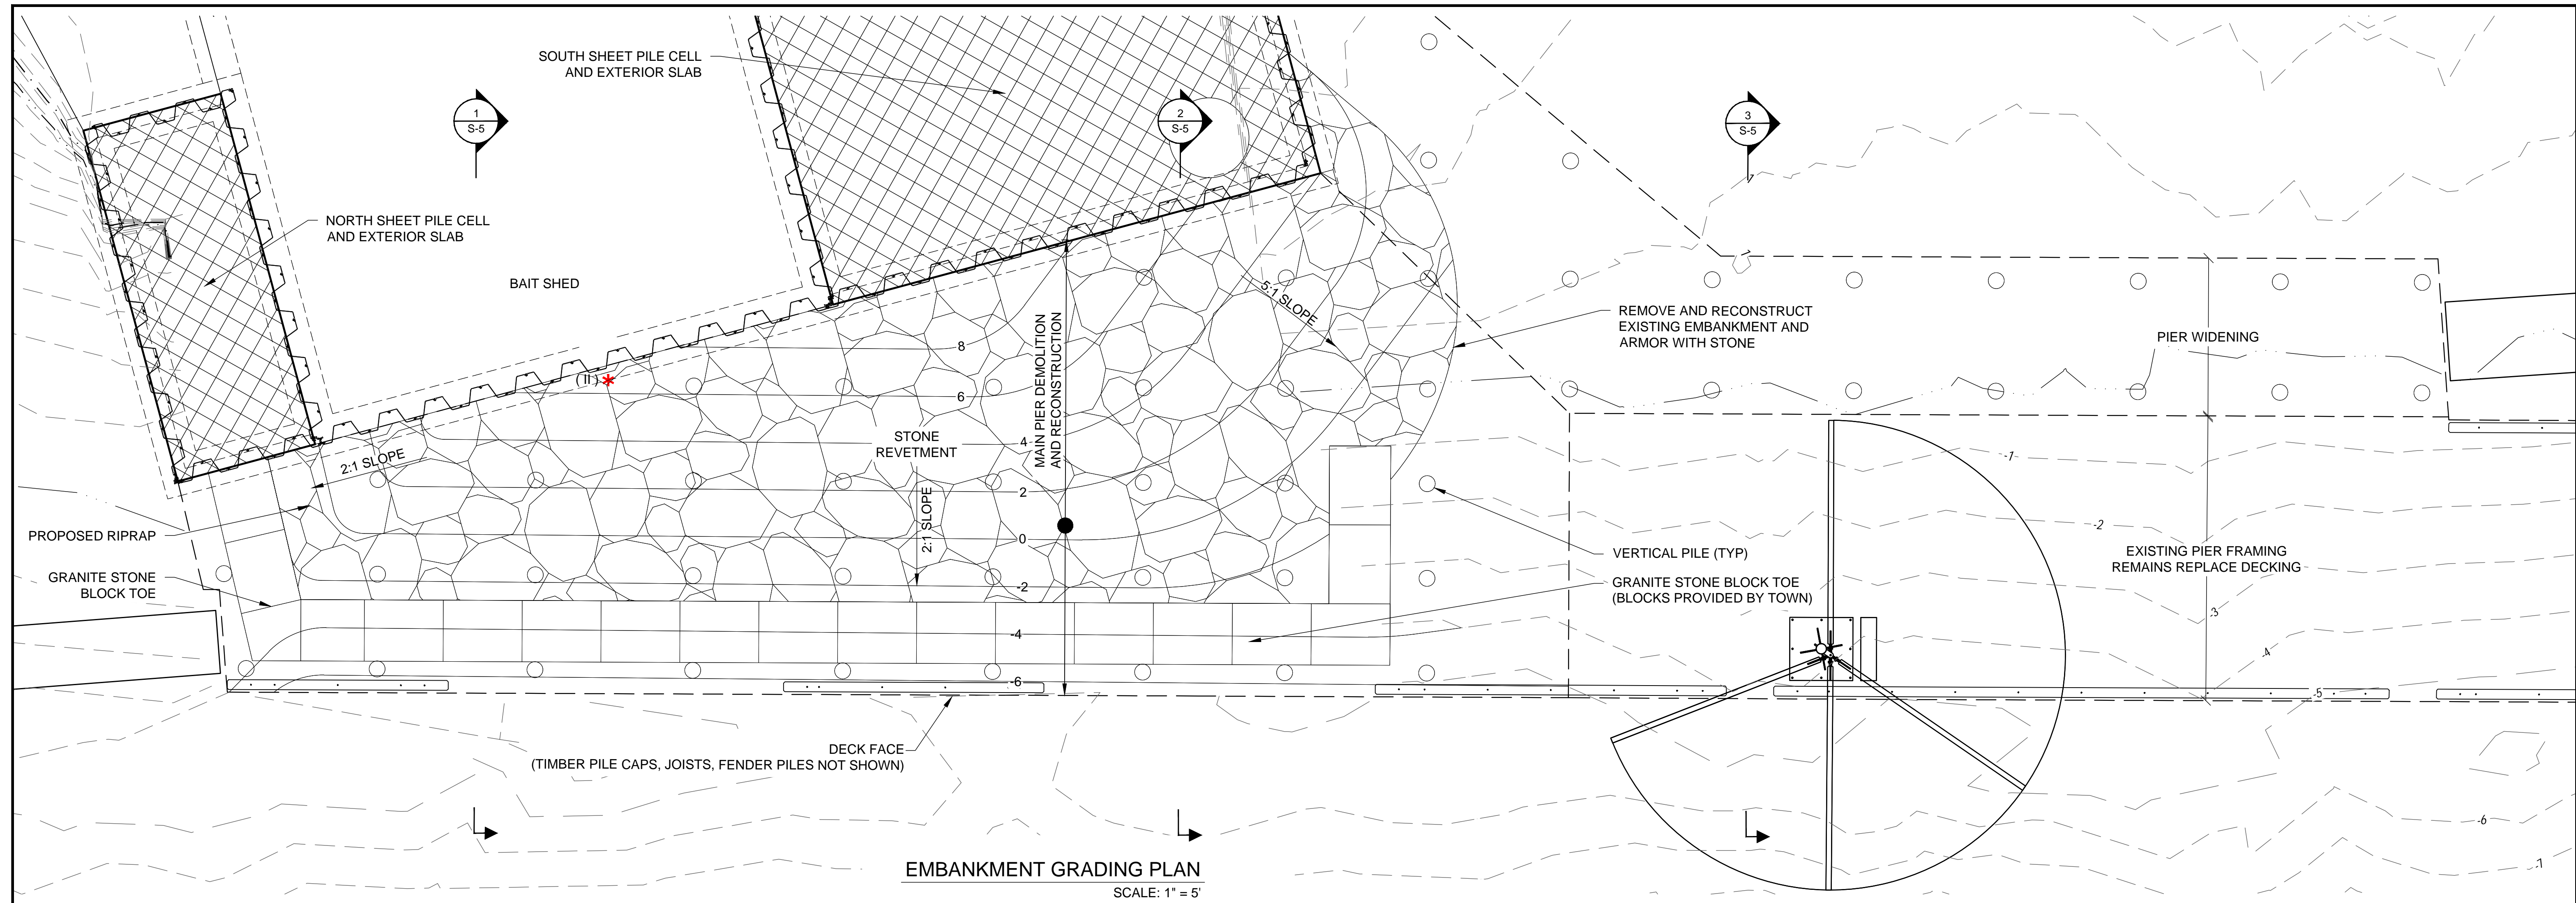 SOUTH SHEET PILE CELL
AND EXTERIOR SLAB
1
S-5
2
S-5
3
S-5
NORTH SHEET PILE CELL
AND EXTERIOR SLAB
BAIT SHED
1
1
5:1 SLOPE
REMOVE AND RECONSTRUCT
EXISTING EMBANKMENT AND
ARMOR WITH STONE
PIER WIDENING
MAIN PIER DEMOLITION
AND RECONSTRUCTION
8
( II )
6
4
2
0
-2
-4
-6
STONE
REVETMENT
2:1 SLOPE
2:1 SLOPE
PROPOSED RIPRAP
GRANITE STONE
BLOCK TOE
VERTICAL PILE (TYP)
GRANITE STONE BLOCK TOE
(BLOCKS PROVIDED BY TOWN)
EXISTING PIER FRAMING
REMAINS REPLACE DECKING
-1
-2
-3
-4
-5
-6
-7
DECK FACE
(TIMBER PILE CAPS, JOISTS, FENDER PILES NOT SHOWN)
EMBANKMENT GRADING PLAN
SCALE: 1" = 5'